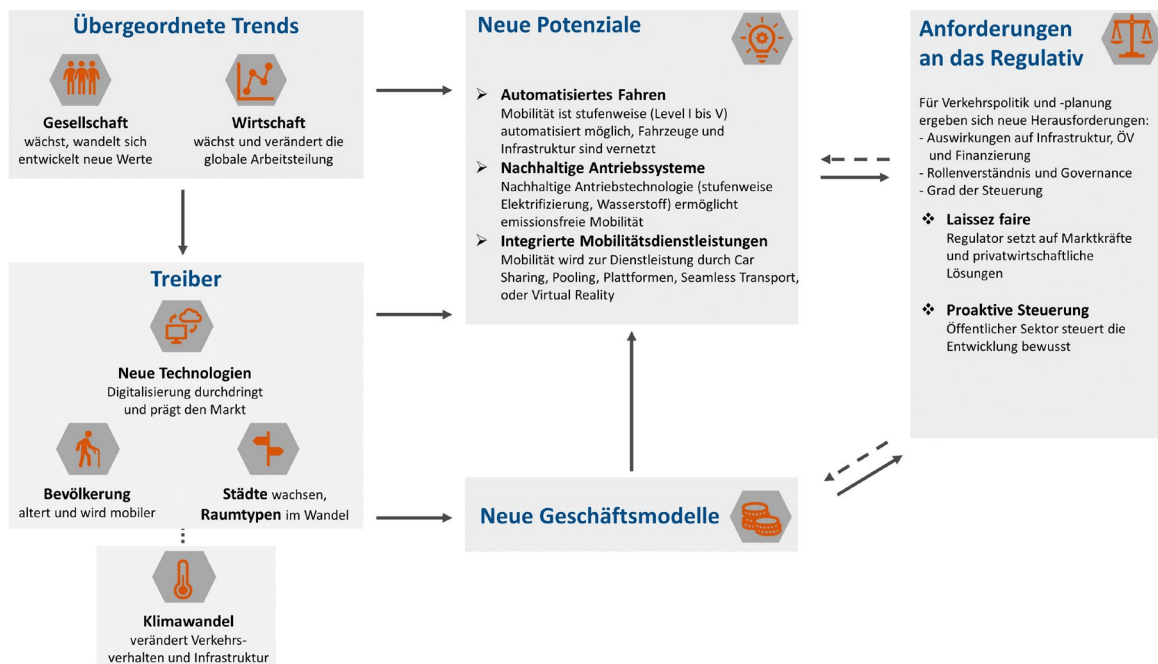 Übergeordnete Trends
Gesellschaft
wächst, wandelt sich
entwickelt neue Werte
Wirtschaft
wächst und verändert die
globale Arbeitsteilung
Treiber
Neue Technologien
Digitalisierung durchdringt
und prägt den Markt
Bevölkerung
altert und wird mobiler
Städte wachsen,
Raumtypen im Wandel
Klimawandel
verändert Verkehrs-
verhalten und Infrastruktur
Neue Potenziale
➢ Automatisiertes Fahren
Mobilität ist stufenweise (Level I bis V)
automatisiert möglich, Fahrzeuge und
Infrastruktur sind vernetzt
➢ Nachhaltige Antriebssysteme
Nachhaltige Antriebstechnologie (stufenweise
Elektrifizierung, Wasserstoff) ermöglicht
emissionsfreie Mobilität
➢ Integrierte Mobilitätsdienstleistungen
Mobilität wird zur Dienstleistung durch Car
Sharing, Pooling, Plattformen, Seamless Transport,
oder Virtual Reality
Neue Geschäftsmodelle
Anforderungen
an das Regulativ
Für Verkehrspolitik und -planung
ergeben sich neue Herausforderungen:
- Auswirkungen auf Infrastruktur, ÖV
und Finanzierung
- Rollenverständnis und Governance
- Grad der Steuerung
❖ Laissez faire
Regulator setzt auf Marktkräfte
und privatwirtschaftliche
Lösungen
❖ Proaktive Steuerung
Öffentlicher Sektor steuert die
Entwicklung bewusst